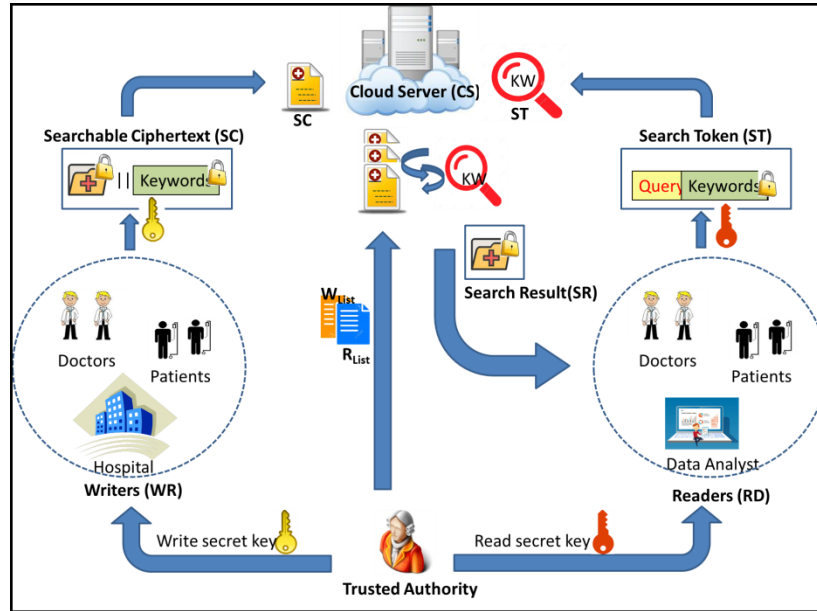 Cloud Server (CS)
KW
SC
ST
Searchable Ciphertext (SC)
Search Token (ST)
|| Keywords
Query Keywords
KW
Search Result(SR)
W_List
R_List
Doctors
Patients
Hospital
Writers (WR)
Doctors
Patients
Data Analyst
Readers (RD)
Write secret key
Read secret key
Trusted Authority